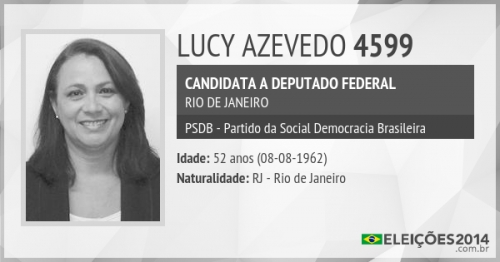 LUCY AZEVEDO 4599
CANDIDATA A DEPUTADO FEDERAL
RIO DE JANEIRO
PSDB - Partido da Social Democracia Brasileira
Idade: 52 anos (08-08-1962)
Naturalidade: RJ - Rio de Janeiro
ELEIÇÕES2014
.com.br